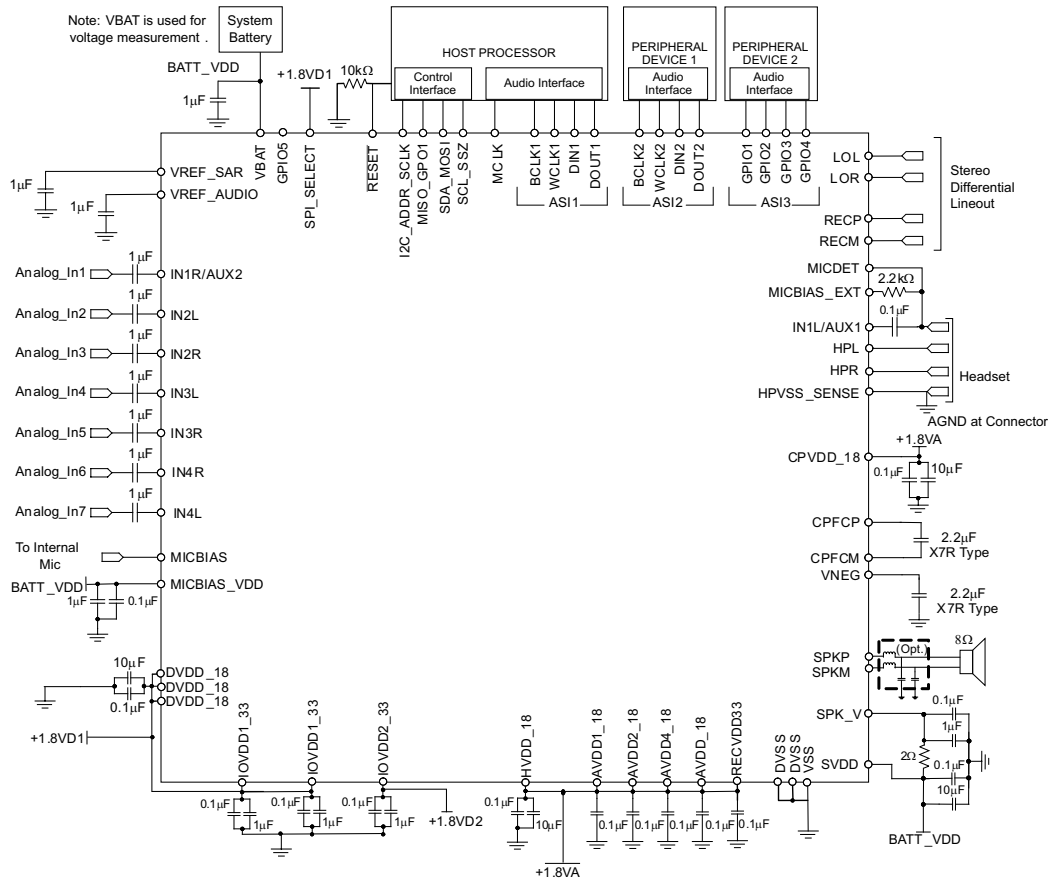 Note: VBAT is used for
voltage measurement .
System
Battery
BATT_VDD
1µF
+1.8VD1
10kΩ
HOST PROCESSOR
Control
Interface
Audio Interface
PERIPHERAL
DEVICE 1
Audio
Interface
PERIPHERAL
DEVICE 2
Audio
Interface
VBAT
GPIO5
SPI_SELECT
RESET
I2C_ADDR_SCLK
MISO_GPO1
SDA_MOSI
SCL_SSZ
MCLK
BCLK1
WCLK1
DIN1
DOUT1
ASI1
BCLK2
WCLK2
DIN2
DOUT2
ASI2
GPIO1
GPIO2
GPIO3
GPIO4
ASI3
1µF
VREF_SAR
1µF
VREF_AUDIO
1µF
Analog_In1
IN1R/AUX2
1µF
Analog_In2
IN2L
1µF
Analog_In3
IN2R
1µF
Analog_In4
IN3L
1µF
Analog_In5
IN3R
1µF
Analog_In6
IN4R
1µF
Analog_In7
IN4L
To Internal
Mic
MICBIAS
BATT_VDD
MICBIAS_VDD
1µF
0.1µF
10µF
0.1µF
DVDD_18
DVDD_18
DVDD_18
+1.8VD1
LOL
LOR
RECP
RECM
Stereo
Differential
Lineout
MICDET
2.2kΩ
MICBIAS_EXT
0.1µF
IN1L/AUX1
HPL
HPR
HPVSS_SENSE
Headset
AGND at Connector
+1.8VA
CPVDD_18
0.1µF
10µF
CPFCP
CPFCM
2.2µF
X7R Type
VNEG
2.2µF
X7R Type
SPKP
SPKM
(Opt.)
8Ω
SPK_V
0.1µF
1µF
2Ω
SVDD
0.1µF
10µF
BATT_VDD
IOVDD1_33
IOVDD1_33
IOVDD2_33
HVDD_18
AVDD1_18
AVDD2_18
AVDD4_18
AVDD_18
RECVDD33
DVSS
DVSS
VSS
0.1µF
1µF
0.1µF
1µF
0.1µF
1µF
+1.8VD2
0.1µF
10µF
0.1µF
0.1µF
0.1µF
0.1µF
0.1µF
+1.8VA